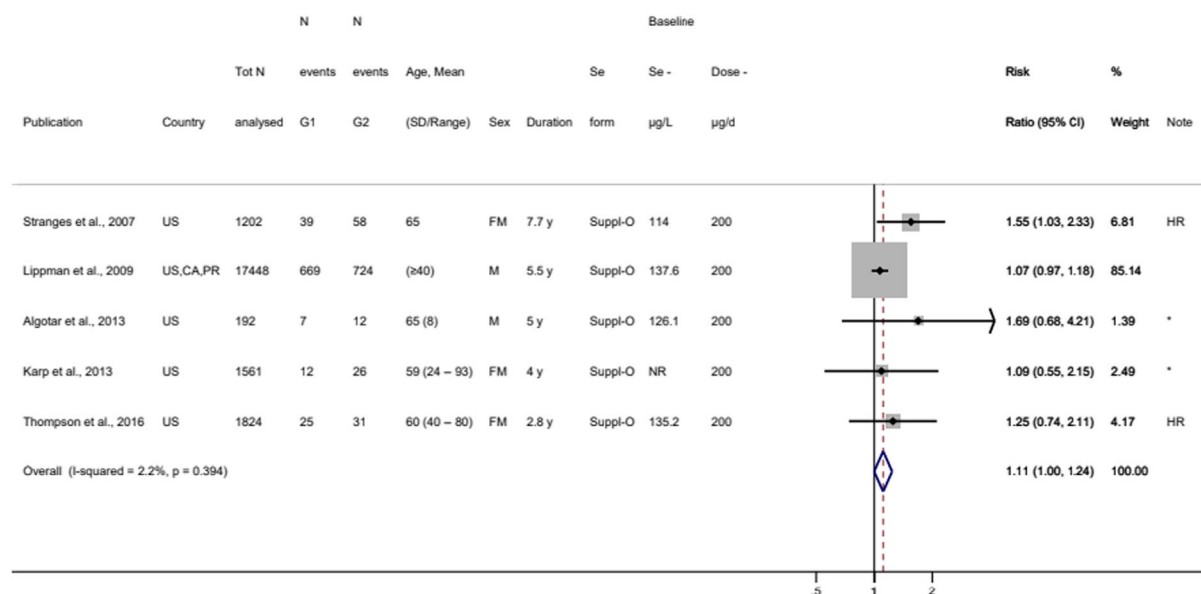 N N Baseline
Tot N events events Age, Mean Se Se - Dose - Risk %
Publication Country analysed G1 G2 (SD/Range) Sex Duration form µg/L µg/d Ratio (95% CI) Weight Note
Stranges et al., 2007 US 1202 39 58 65 FM 7.7 y Suppl-O 114 200 1.55 (1.03, 2.33) 6.81 HR
Lippman et al., 2009 US,CA,PR 17448 669 724 (≥40) M 5.5 y Suppl-O 137.6 200 1.07 (0.97, 1.18) 85.14
Algotar et al., 2013 US 192 7 12 65 (8) M 5 y Suppl-O 126.1 200 1.69 (0.68, 4.21) 1.39 *
Karp et al., 2013 US 1561 12 26 59 (24 – 93) FM 4 y Suppl-O NR 200 1.09 (0.55, 2.15) 2.49 *
Thompson et al., 2016 US 1824 25 31 60 (40 – 80) FM 2.8 y Suppl-O 135.2 200 1.25 (0.74, 2.11) 4.17 HR
Overall (I-squared = 2.2%, p = 0.394) 1.11 (1.00, 1.24) 100.00
.5 1 2